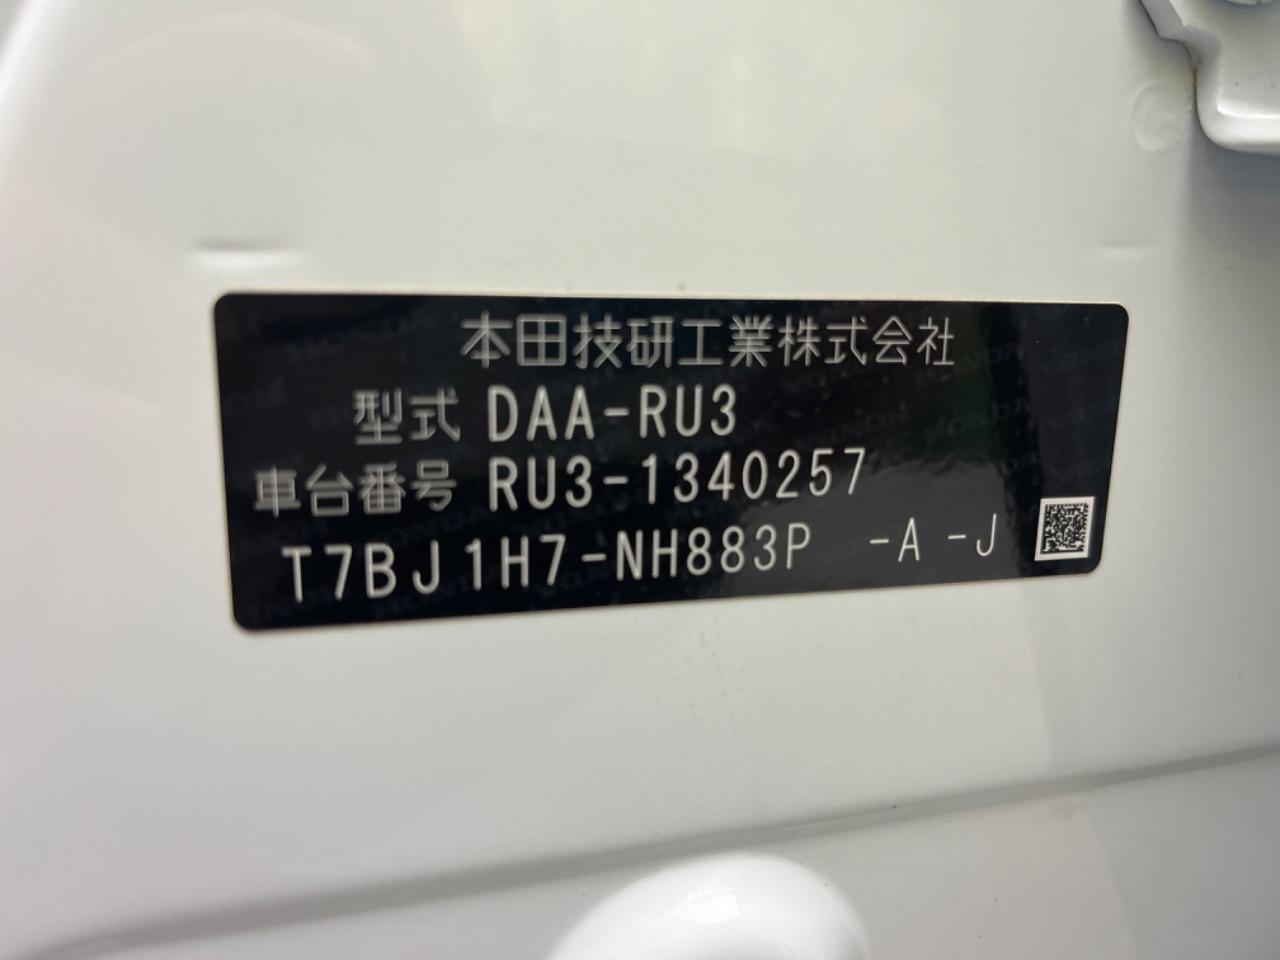 本田技研工業株式会社
型式 DAA-RU3
車台番号 RU3-1340257
T7BJ1H7-NH883P -A -J